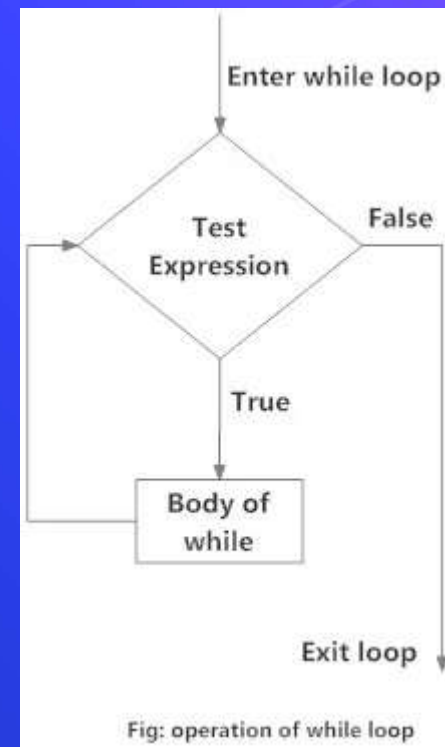 Enter while loop
Test
Expression
False
True
Body of
while
Exit loop
Fig: operation of while loop